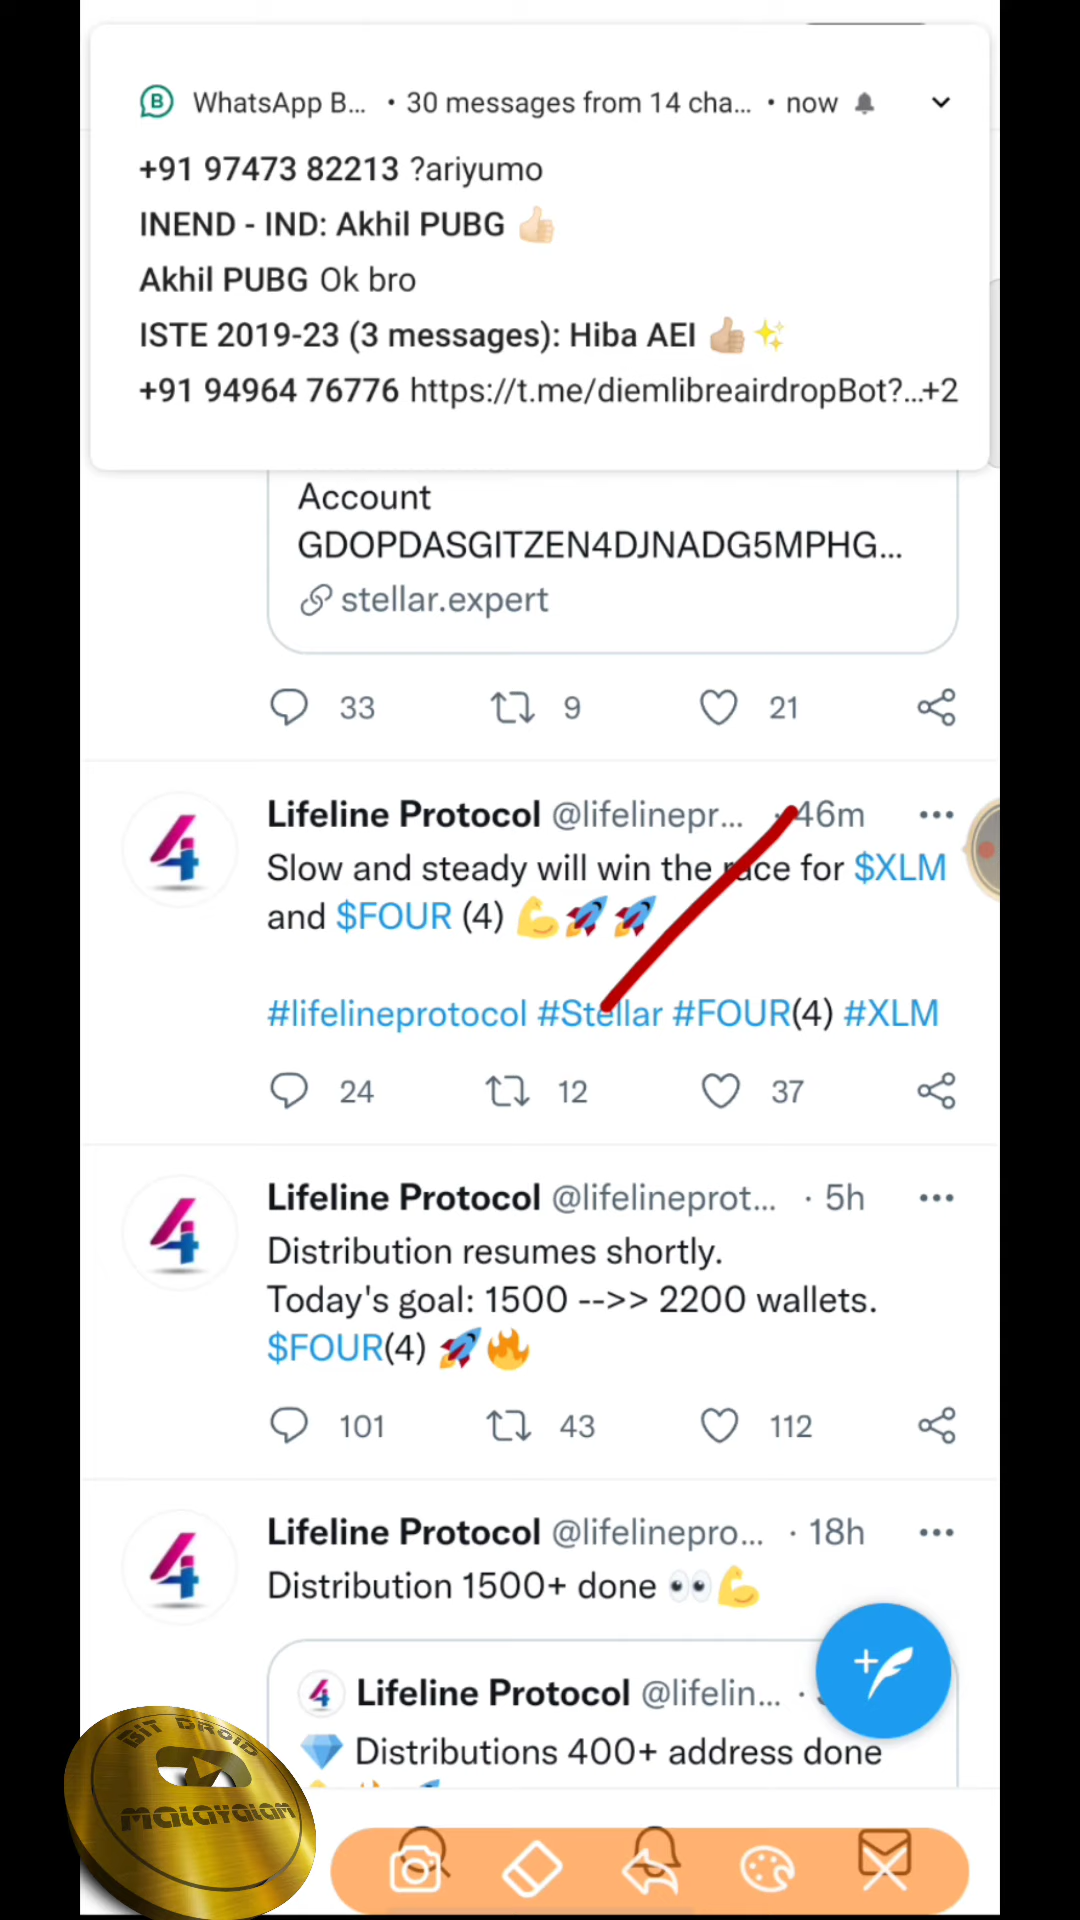 WhatsApp B... • 30 messages from 14 cha... • now
+91 97473 82213 ?ariyumo
INEND - IND: Akhil PUBG 👍🏻
Akhil PUBG Ok bro
ISTE 2019-23 (3 messages): Hiba AEI 👍🏼✨
+91 94964 76776 https://t.me/diemlibreairdropBot?...+2
Account
GDOPDASGITZEN4DJNADG5MPHG...
stellar.expert
33 9 21
Lifeline Protocol @lifelinepr... · 46m
Slow and steady will win the race for $XLM
and $FOUR (4) 💪🚀🚀
#lifelineprotocol #Stellar #FOUR(4) #XLM
24 12 37
Lifeline Protocol @lifelineprot... · 5h
Distribution resumes shortly.
Today's goal: 1500 -->> 2200 wallets.
$FOUR(4) 🚀🔥
101 43 112
Lifeline Protocol @lifelinepro... · 18h
Distribution 1500+ done 👀💪
Lifeline Protocol @lifelin... ·
💎 Distributions 400+ address done
BIT DROID
MALAYALAM